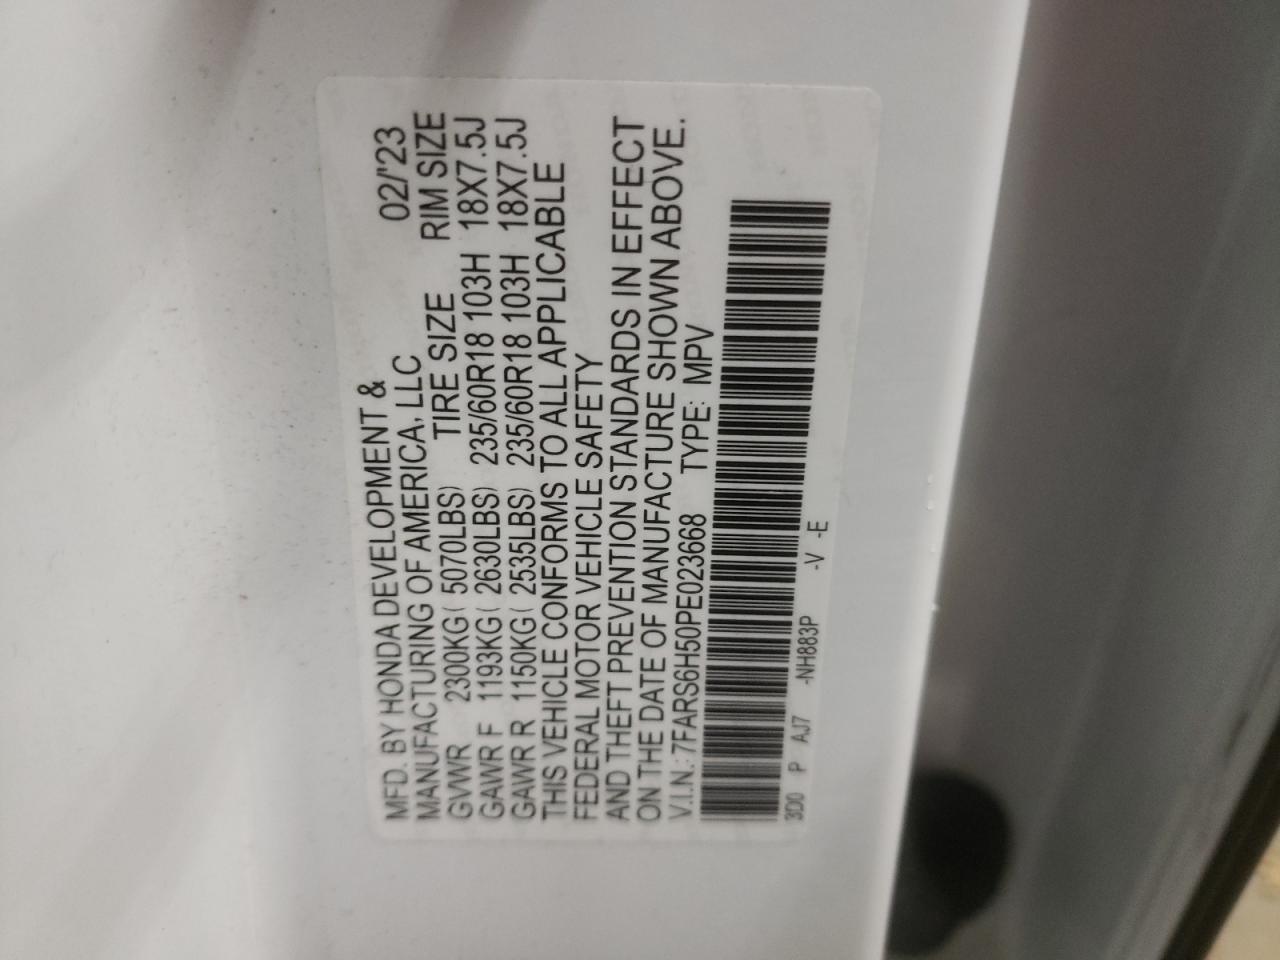 MFD. BY HONDA DEVELOPMENT & 02/'23
MANUFACTURING OF AMERICA, LLC
TIRE SIZE RIM SIZE
GVWR 2300KG( 5070LBS)
GAWR F 1193KG( 2630LBS) 235/60R18 103H 18X7.5J
GAWR R 1150KG( 2535LBS) 235/60R18 103H 18X7.5J
THIS VEHICLE CONFORMS TO ALL APPLICABLE
FEDERAL MOTOR VEHICLE SAFETY
AND THEFT PREVENTION STANDARDS IN EFFECT
ON THE DATE OF MANUFACTURE SHOWN ABOVE.
V.I.N.: 7FARS6H50PE023668 TYPE: MPV
3D0 P AJ7 -NH883P -V -E